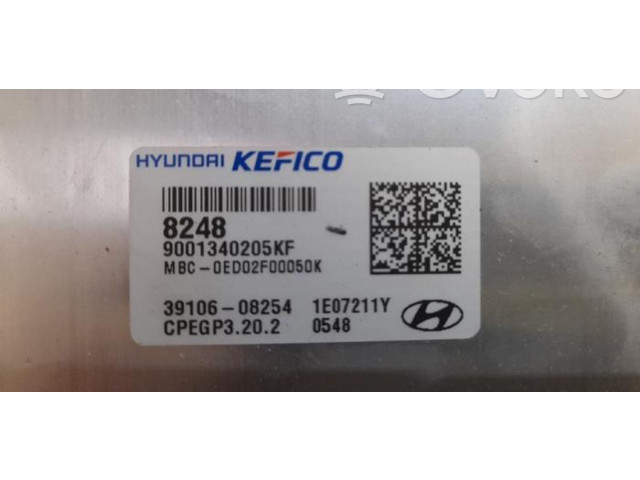 HYUNDAI KEFICO
8248
9001340205KF
MBC-0ED02F00050K
39106-08254 1E07211Y
CPEGP3.20.2 0548